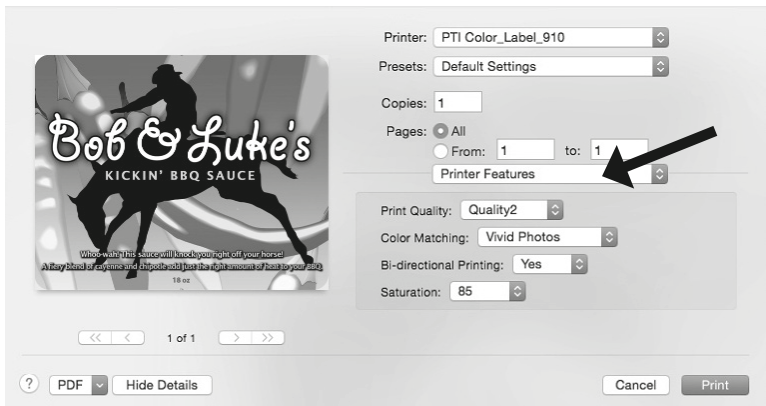 Printer: PTI Color_Label_910
Presets: Default Settings
Copies: 1
Pages: All
From: 1 to: 1
Printer Features
Print Quality: Quality2
Color Matching: Vivid Photos
Bi-directional Printing: Yes
Saturation: 85
Bob & Luke's
KICKIN' BBQ SAUCE
Whoo-wah! This sauce will knock you right off your horse!
A fiery blend of cayenne and chipotle add just the right amount of heat to your BBQ.
16 oz
<< < 1 of 1 > >>
? PDF Hide Details Cancel Print